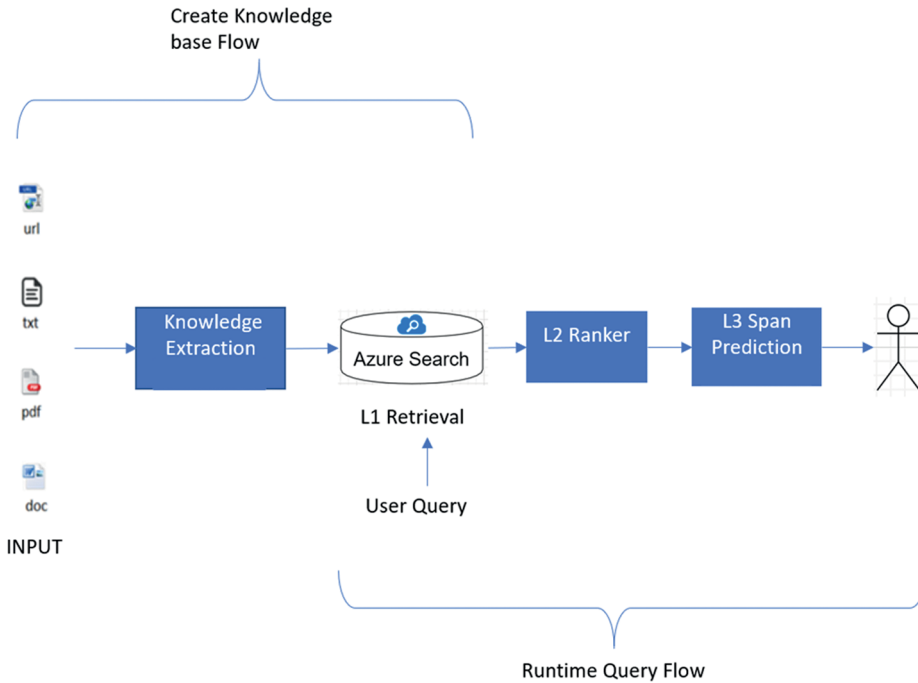 Create Knowledge
base Flow
url
txt
pdf
doc
INPUT
Knowledge
Extraction
Azure Search
L1 Retrieval
User Query
L2 Ranker
L3 Span
Prediction
Runtime Query Flow